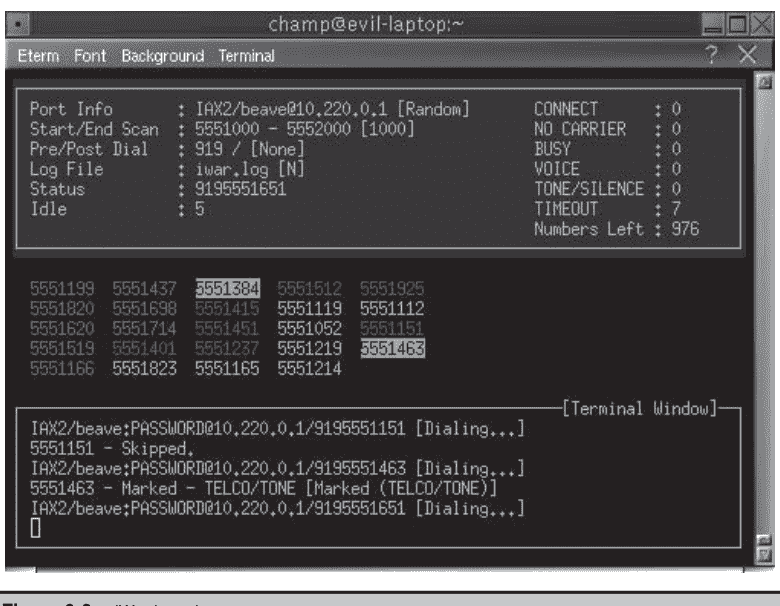 champ@evil-laptop:~
Eterm Font Background Terminal ? X
Port Info : IAX2/beave@10.220.0.1 [Random] CONNECT : 0
Start/End Scan : 5551000 - 5552000 [1000] NO CARRIER : 0
Pre/Post Dial : 919 / [None] BUSY : 0
Log File : iwar.log [N] VOICE : 0
Status : 9195551651 TONE/SILENCE : 0
Idle : 5 TIMEOUT : 7
Numbers Left : 976
5551199 5551437 5551384 5551512 5551925
5551820 5551698 5551415 5551119 5551112
5551620 5551714 5551451 5551052 5551151
5551519 5551401 5551237 5551219 5551463
5551166 5551823 5551165 5551214
[Terminal Window]
IAX2/beave:PASSWORD@10.220.0.1/9195551151 [Dialing...]
5551151 - Skipped.
IAX2/beave:PASSWORD@10.220.0.1/9195551463 [Dialing...]
5551463 - Marked - TELCO/TONE [Marked (TELCO/TONE)]
IAX2/beave:PASSWORD@10.220.0.1/9195551651 [Dialing...]